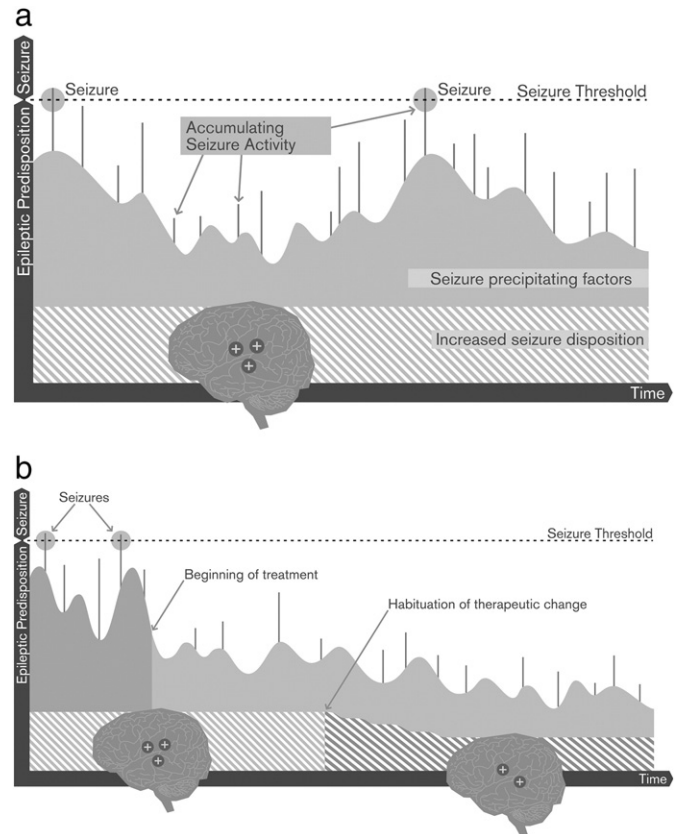 a
Seizure
Epileptic Predisposition
Seizure
Seizure
Seizure Threshold
Accumulating
Seizure Activity
Seizure precipitating factors
Increased seizure disposition
+ +
+
Time
b
Seizure
Epileptic Predisposition
Seizures
Seizure Threshold
Beginning of treatment
Habituation of therapeutic change
+ +
+
+
+
Time